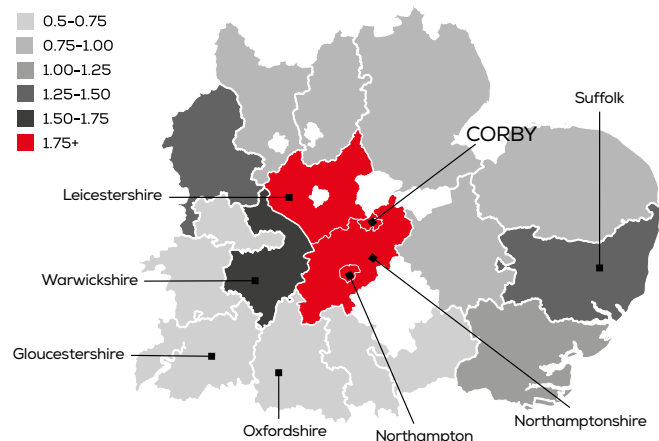 0.5-0.75
0.75-1.00
1.00-1.25
1.25-1.50
1.50-1.75
1.75+
Suffolk
CORBY
Leicestershire
Warwickshire
Gloucestershire
Oxfordshire
Northampton
Northamptonshire